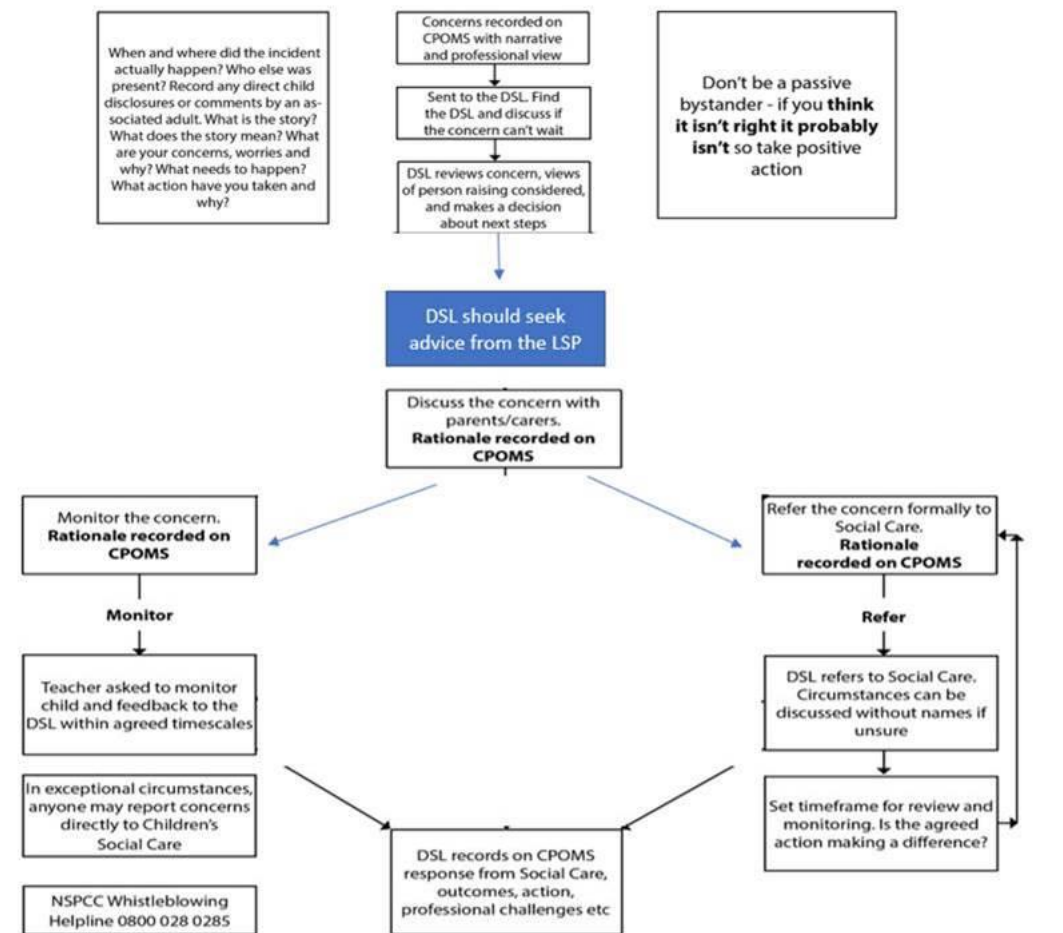 When and where did the incident
actually happen? Who else was
present? Record any direct child
disclosures or comments by an as-
sociated adult. What is the story?
What does the story mean? What
are your concerns, worries and
why? What needs to happen?
What action have you taken and
why?
Concerns recorded on
CPOMS with narrative
and professional view
Sent to the DSL. Find
the DSL and discuss if
the concern can't wait
DSL reviews concern, views
of person raising considered,
and makes a decision
about next steps
Don't be a passive
bystander - if you think
it isn't right it probably
isn't so take positive
action
DSL should seek
advice from the LSP
Discuss the concern with
parents/carers.
Rationale recorded on
CPOMS
Monitor the concern.
Rationale recorded on
CPOMS
Monitor
Teacher asked to monitor
child and feedback to the
DSL within agreed timescales
In exceptional circumstances,
anyone may report concerns
directly to Children's
Social Care
NSPCC Whistleblowing
Helpline 0800 028 0285
Refer the concern formally to
Social Care.
Rationale
recorded on CPOMS
Refer
DSL refers to Social Care.
Circumstances can be
discussed without names if
unsure
Set timeframe for review and
monitoring. Is the agreed
action making a difference?
DSL records on CPOMS
response from Social Care,
outcomes, action,
professional challenges etc